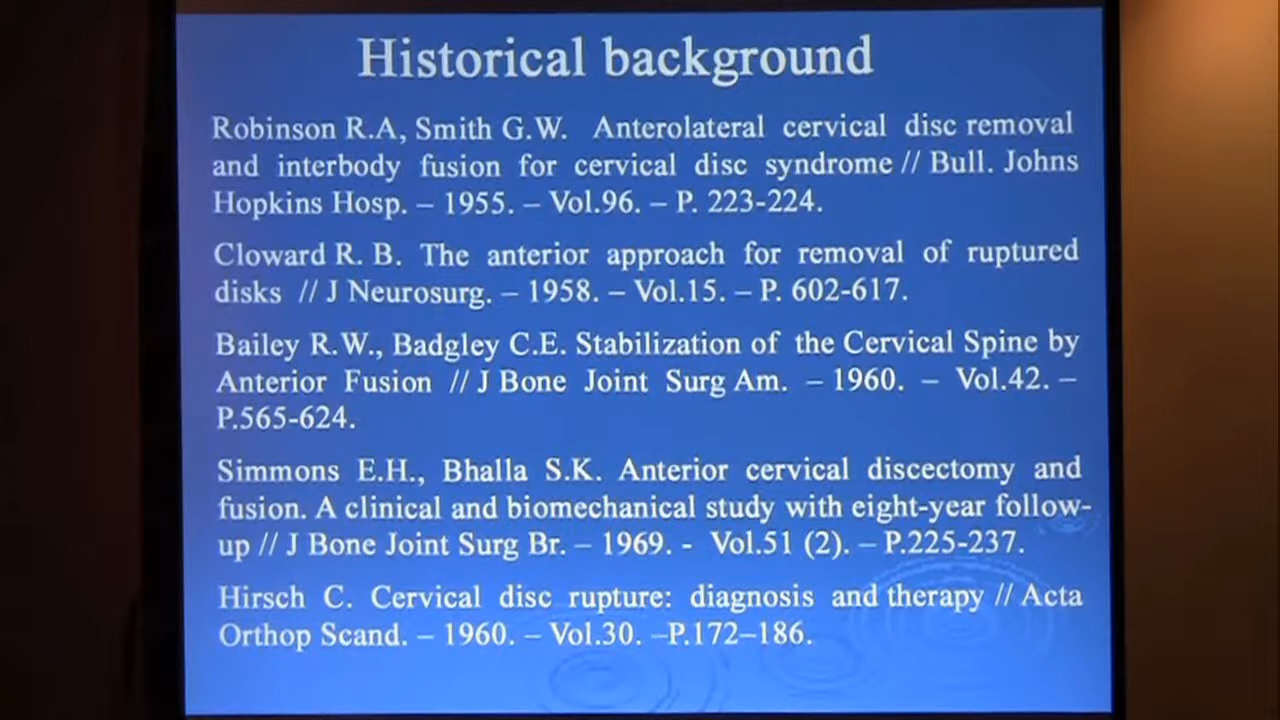 Historical background
Robinson R.A, Smith G.W. Anterolateral cervical disc removal
and interbody fusion for cervical disc syndrome // Bull. Johns
Hopkins Hosp. – 1955. – Vol.96. – P. 223-224.
Cloward R. B. The anterior approach for removal of ruptured
disks // J Neurosurg. – 1958. – Vol.15. – P. 602-617.
Bailey R.W., Badgley C.E. Stabilization of the Cervical Spine by
Anterior Fusion // J Bone Joint Surg Am. – 1960. – Vol.42. –
P.565-624.
Simmons E.H., Bhalla S.K. Anterior cervical discectomy and
fusion. A clinical and biomechanical study with eight-year follow-
up // J Bone Joint Surg Br. – 1969. - Vol.51 (2). – P.225-237.
Hirsch C. Cervical disc rupture: diagnosis and therapy // Acta
Orthop Scand. – 1960. – Vol.30. –P.172–186.